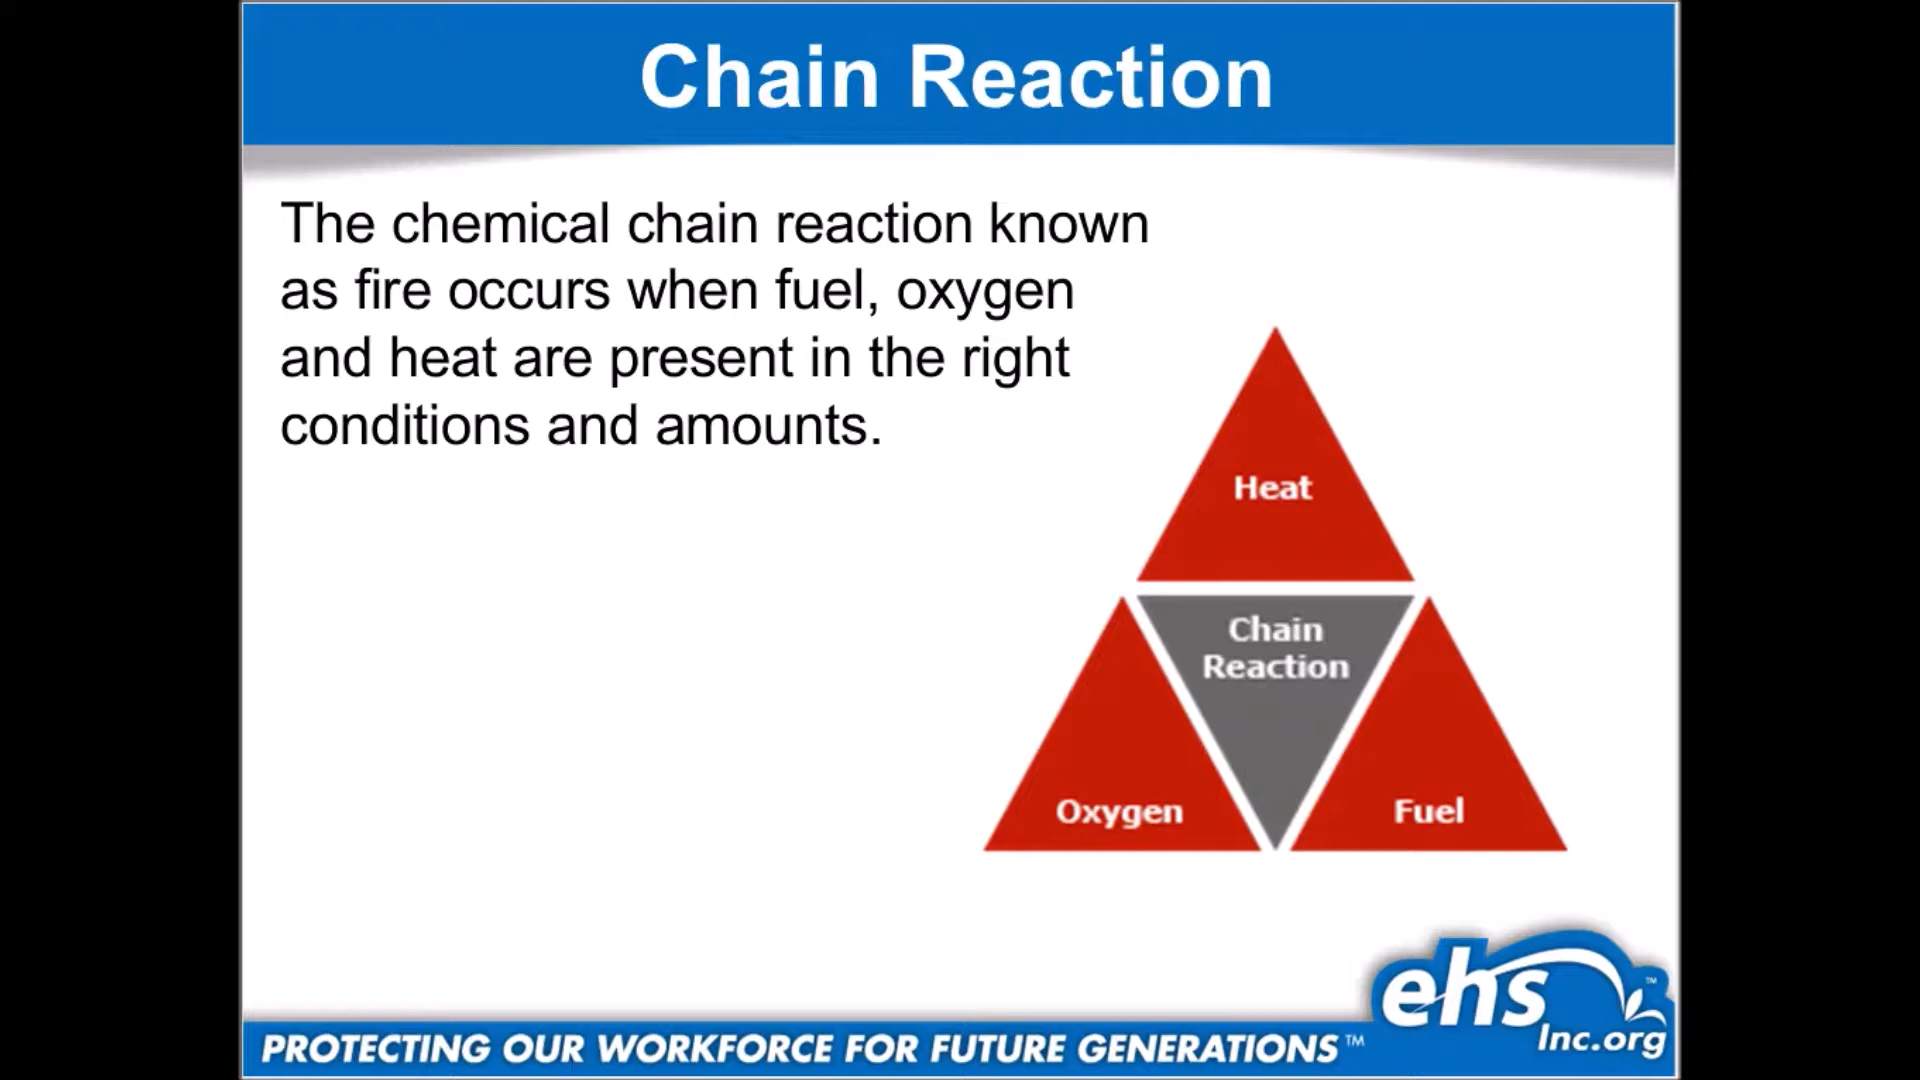 Chain Reaction
The chemical chain reaction known
as fire occurs when fuel, oxygen
and heat are present in the right
conditions and amounts.
Heat
Chain
Reaction
Oxygen
Fuel
ehs™
Inc.org
PROTECTING OUR WORKFORCE FOR FUTURE GENERATIONS™